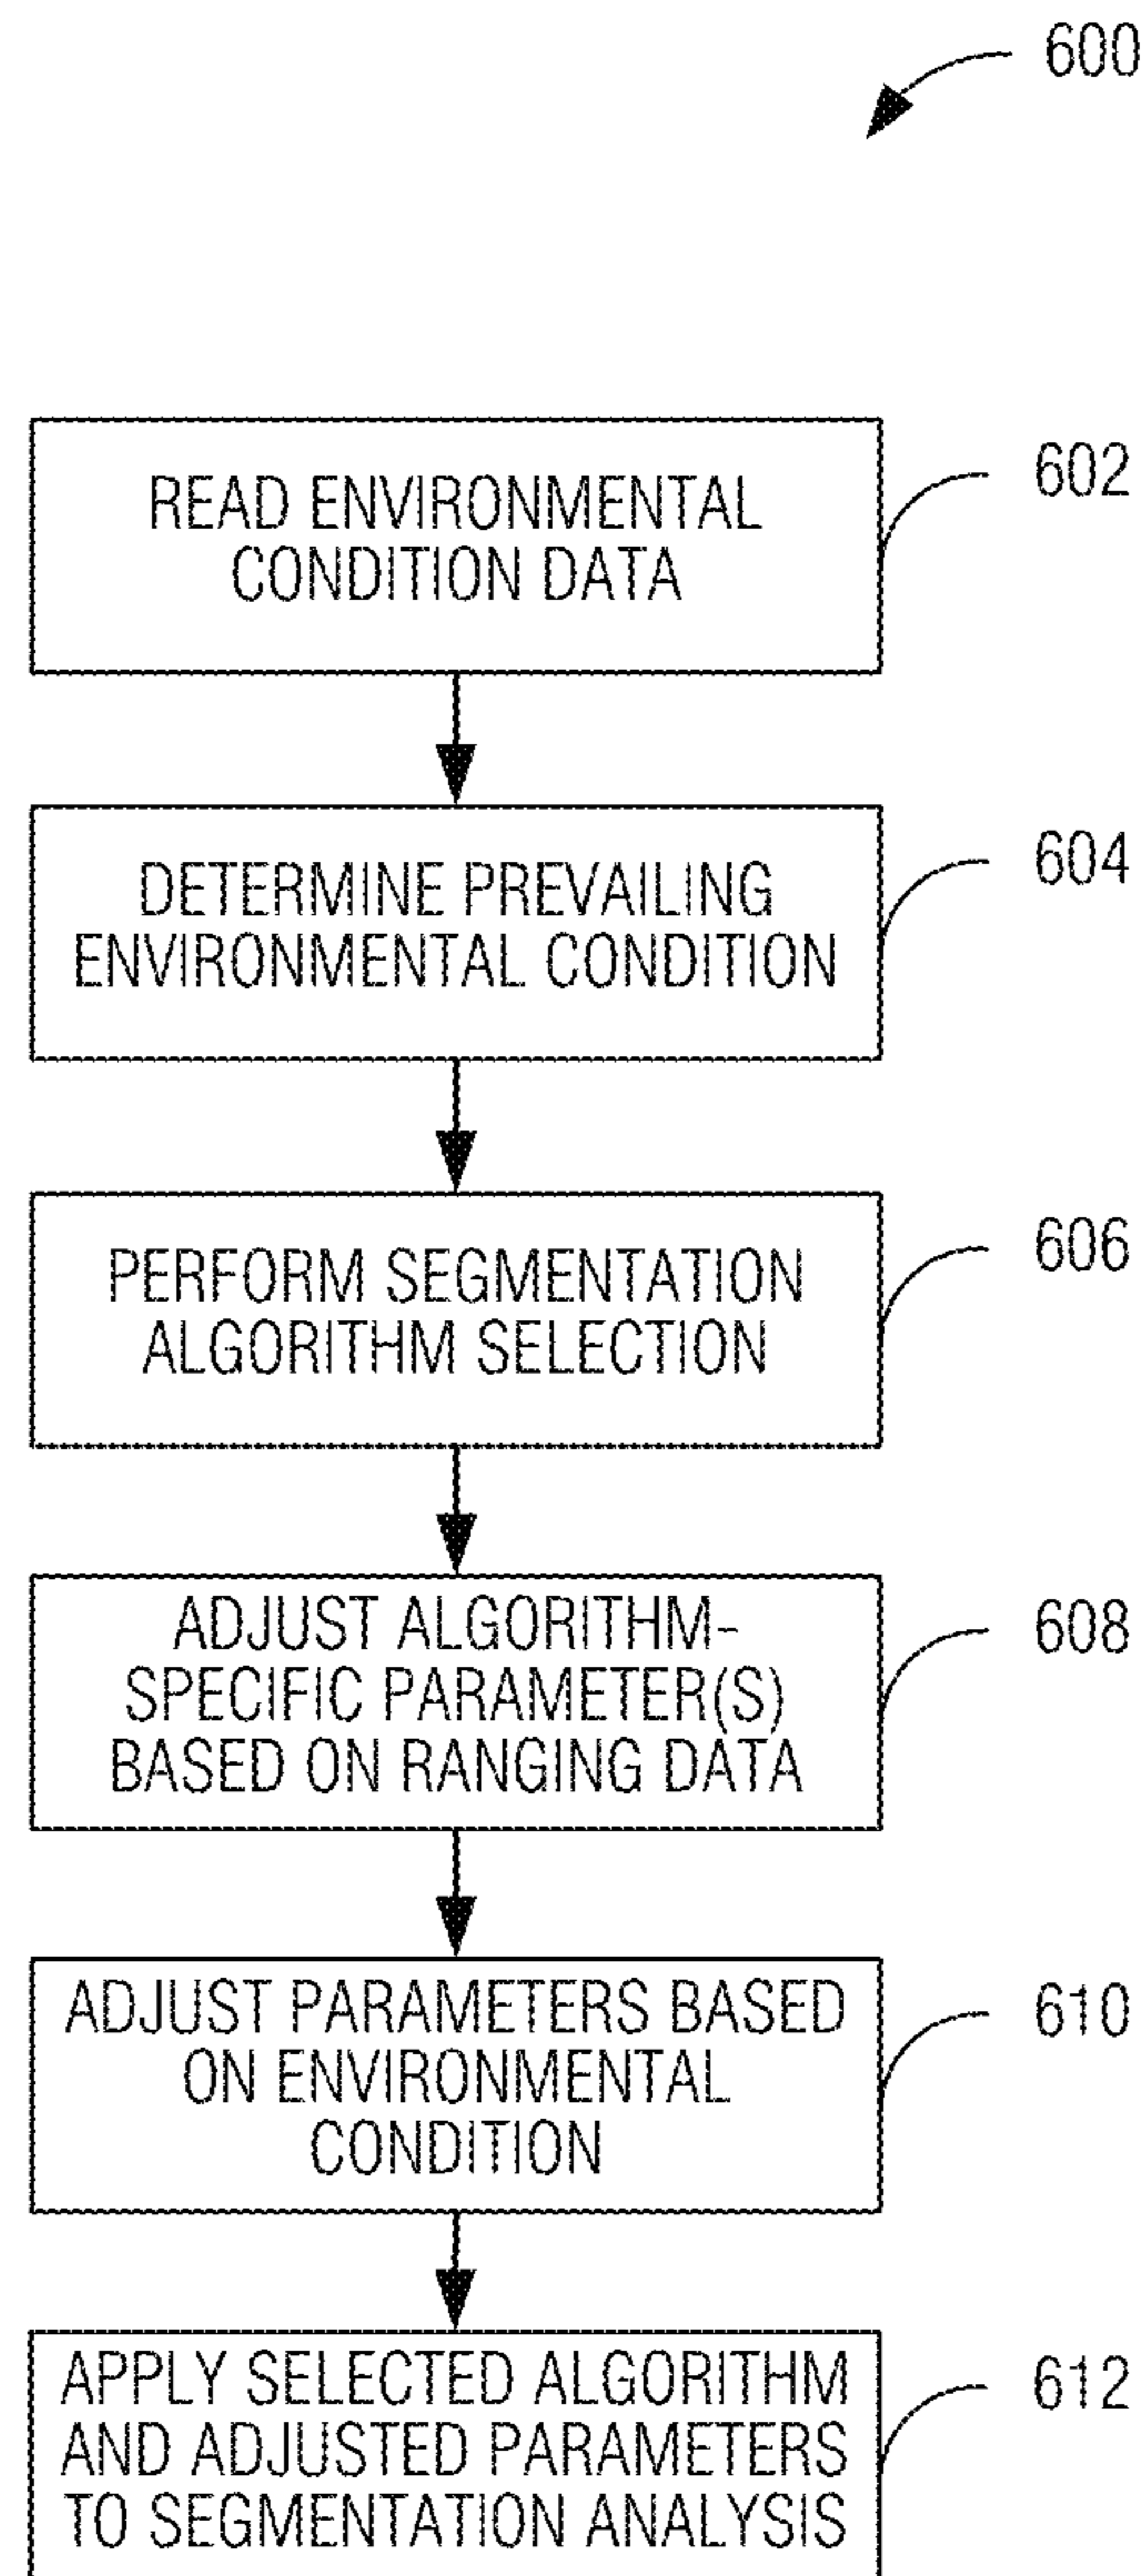 600
READ ENVIRONMENTAL
CONDITION DATA
602
DETERMINE PREVAILING
ENVIRONMENTAL CONDITION
604
PERFORM SEGMENTATION
ALGORITHM SELECTION
606
ADJUST ALGORITHM-
SPECIFIC PARAMETER(S)
BASED ON RANGING DATA
608
ADJUST PARAMETERS BASED
ON ENVIRONMENTAL
CONDITION
610
APPLY SELECTED ALGORITHM
AND ADJUSTED PARAMETERS
TO SEGMENTATION ANALYSIS
612